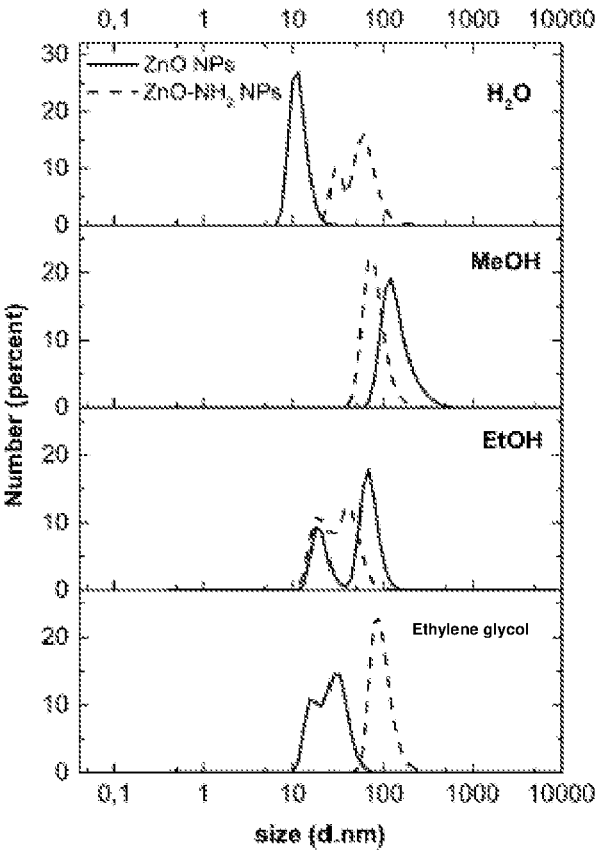 0,1 1 10 100 1000 10000
30
ZnO NPs
ZnO-NH2 NPs
H2O
20
10
0
MeOH
20
10
0
EtOH
20
10
0
Ethylene glycol
20
10
0
Number (percent)
0,1 1 10 100 1000 10000
size (d.nm)